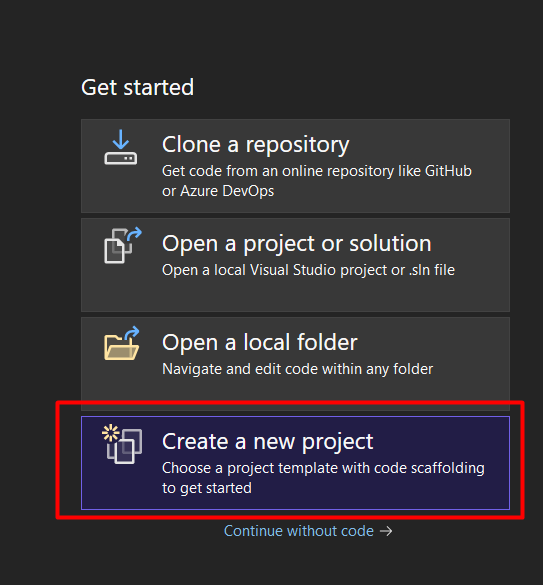 Get started
Clone a repository
Get code from an online repository like GitHub
or Azure DevOps
Open a project or solution
Open a local Visual Studio project or .sln file
Open a local folder
Navigate and edit code within any folder
Create a new project
Choose a project template with code scaffolding
to get started
Continue without code →